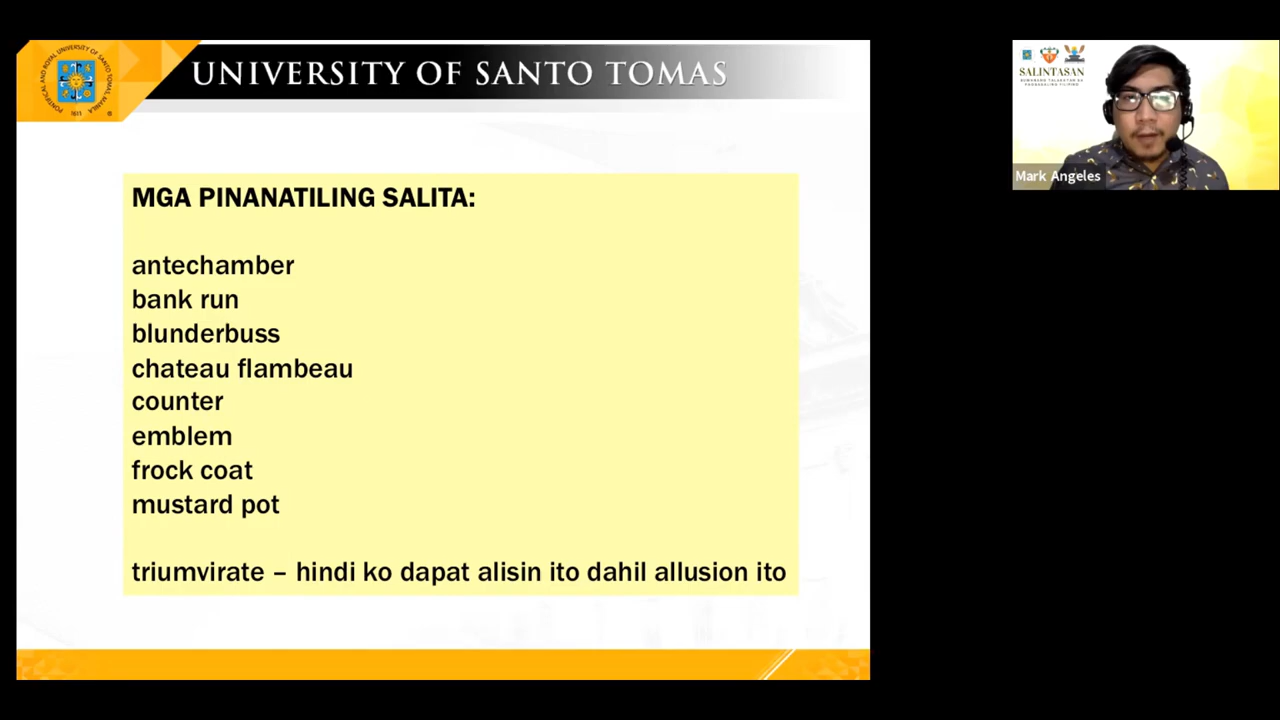 UNIVERSITY OF SANTO TOMAS
MGA PINANATILING SALITA:
antechamber
bank run
blunderbuss
chateau flambeau
counter
emblem
frock coat
mustard pot
triumvirate – hindi ko dapat alisin ito dahil allusion ito
SALINTASAN
Mark Angeles